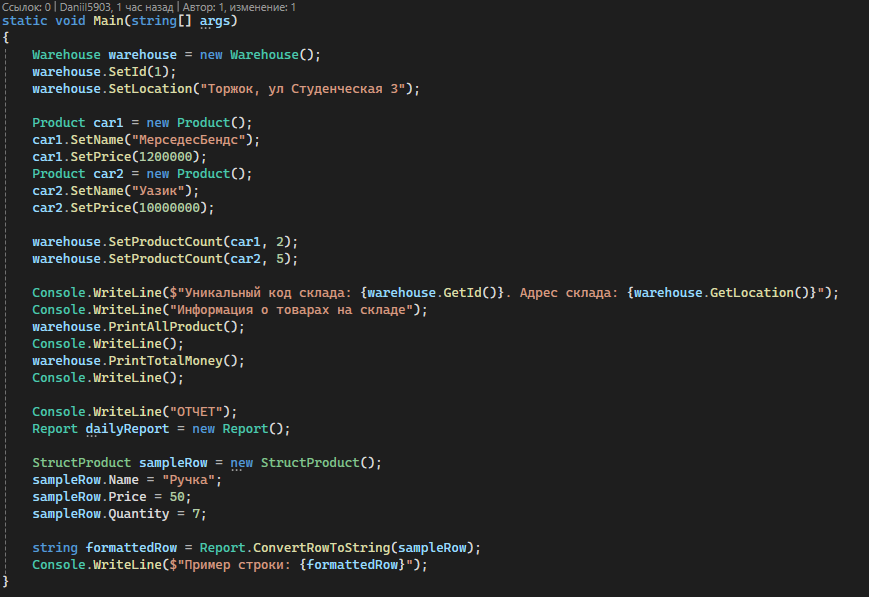 Ссылок: 0 | Daniil5903, 1 час назад | Автор: 1, изменение: 1
static void Main(string[] args)
{
Warehouse warehouse = new Warehouse();
warehouse.SetId(1);
warehouse.SetLocation("Торжок, ул Студенческая 3");
Product car1 = new Product();
car1.SetName("МерседесБендс");
car1.SetPrice(1200000);
Product car2 = new Product();
car2.SetName("Уазик");
car2.SetPrice(10000000);
warehouse.SetProductCount(car1, 2);
warehouse.SetProductCount(car2, 5);
Console.WriteLine($"Уникальный код склада: {warehouse.GetId()}. Адрес склада: {warehouse.GetLocation()}");
Console.WriteLine("Информация о товарах на складе");
warehouse.PrintAllProduct();
Console.WriteLine();
warehouse.PrintTotalMoney();
Console.WriteLine();
Console.WriteLine("ОТЧЕТ");
Report dailyReport = new Report();
StructProduct sampleRow = new StructProduct();
sampleRow.Name = "Ручка";
sampleRow.Price = 50;
sampleRow.Quantity = 7;
string formattedRow = Report.ConvertRowToString(sampleRow);
Console.WriteLine($"Пример строки: {formattedRow}");
}